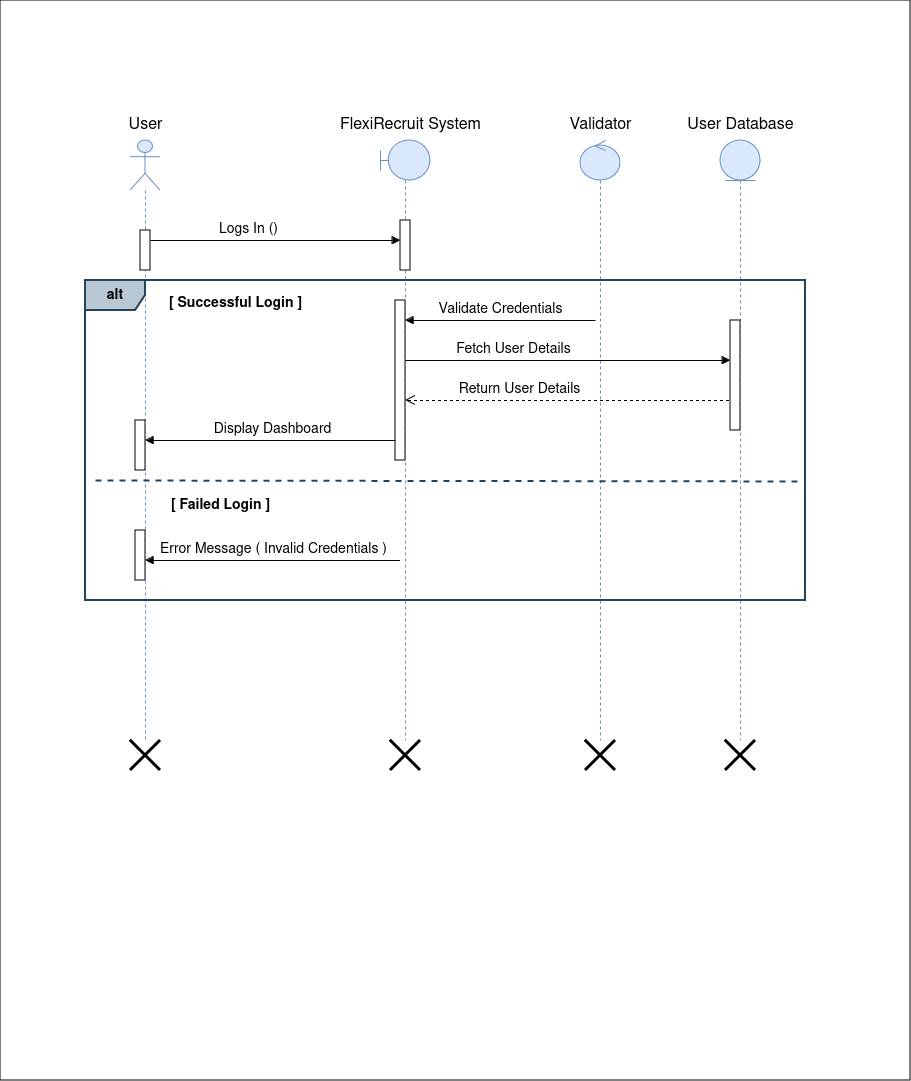 User
FlexiRecruit System
Validator
User Database
Logs In ()
alt
[ Successful Login ]
Validate Credentials
Fetch User Details
Return User Details
Display Dashboard
[ Failed Login ]
Error Message ( Invalid Credentials )